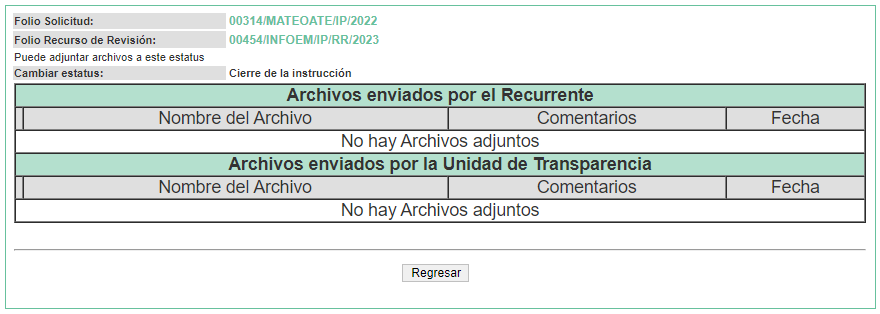 Folio Solicitud: 00314/MATEOATE/IP/2022
Folio Recurso de Revisión: 00454/INFOEM/IP/RR/2023
Puede adjuntar archivos a este estatus
Cambiar estatus: Cierre de la instrucción
Archivos enviados por el Recurrente
Nombre del Archivo Comentarios Fecha
No hay Archivos adjuntos
Archivos enviados por la Unidad de Transparencia
Nombre del Archivo Comentarios Fecha
No hay Archivos adjuntos
Regresar